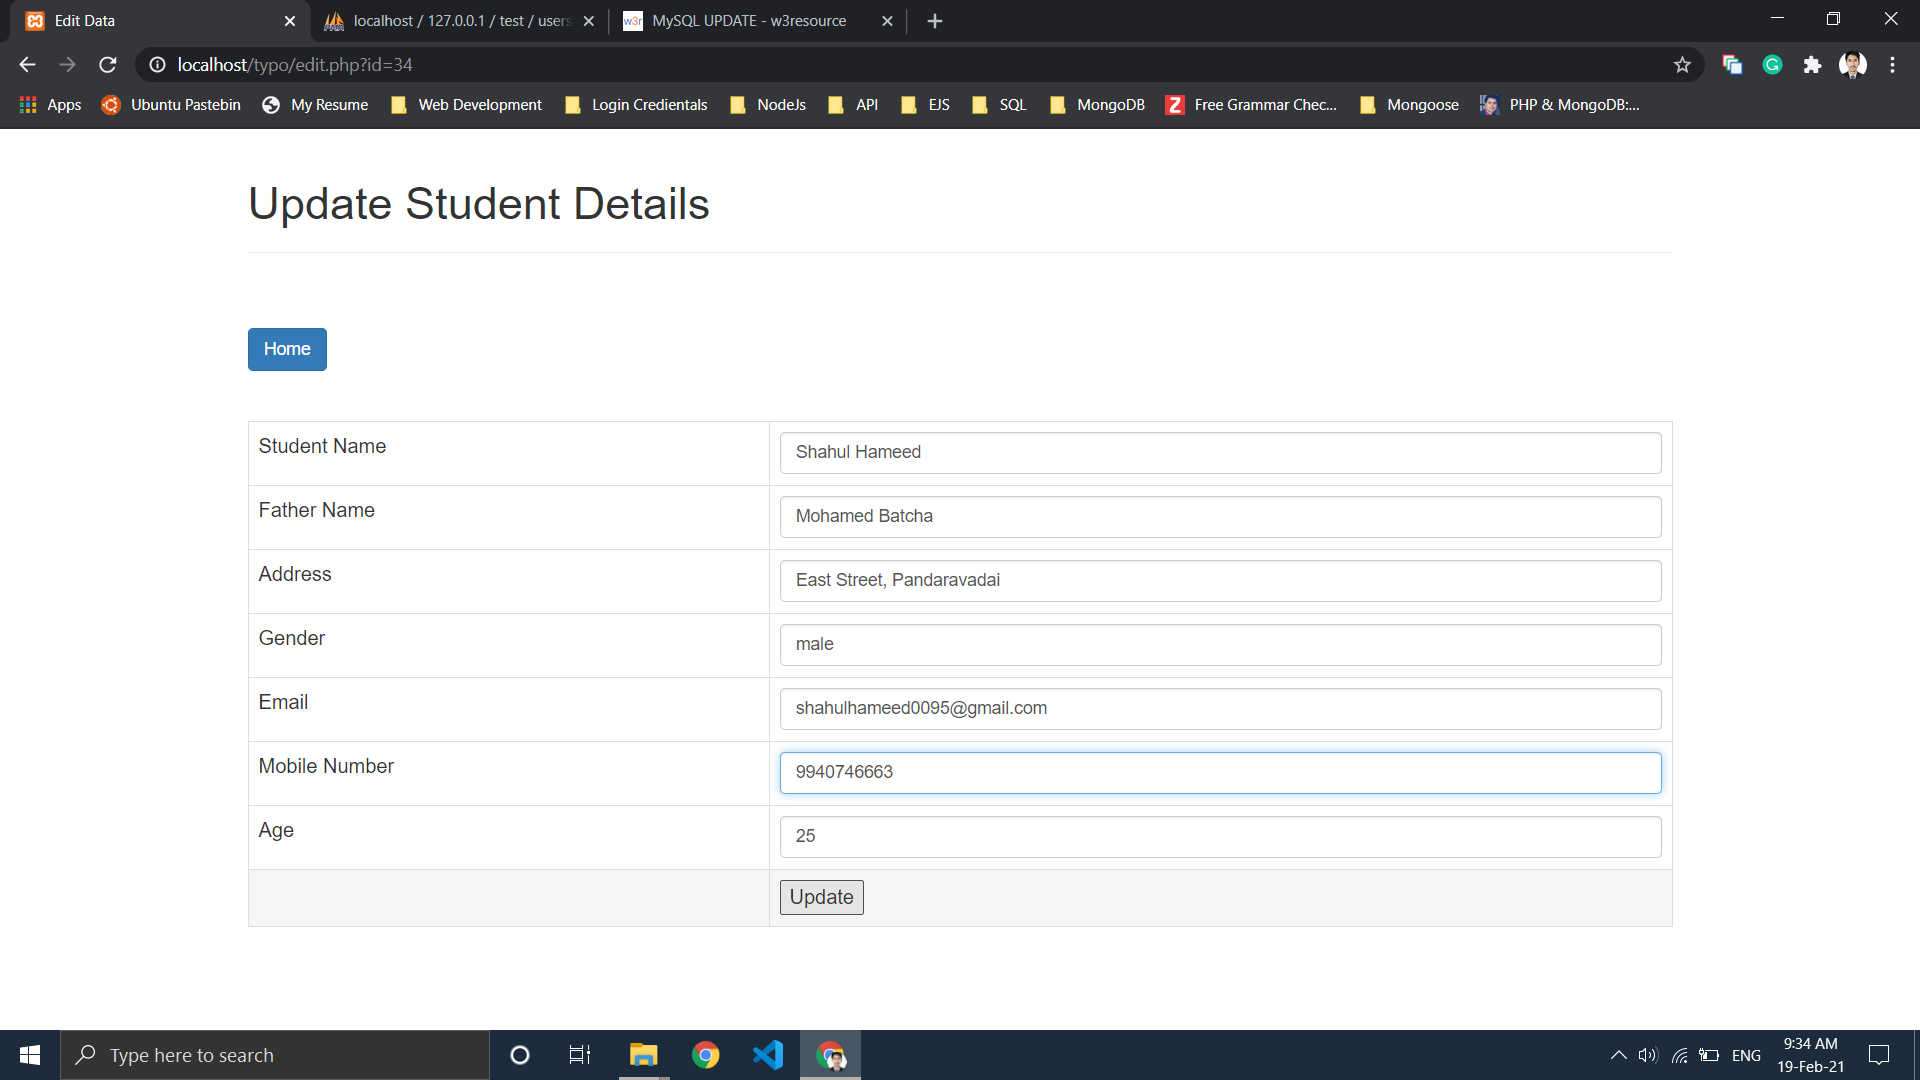 Edit Data
localhost / 127.0.0.1 / test / users
w3r MySQL UPDATE - w3resource
localhost/typo/edit.php?id=34
Apps Ubuntu Pastebin My Resume Web Development Login Credientals NodeJs API EJS SQL MongoDB Free Grammar Chec... Mongoose PHP & MongoDB:...
Update Student Details
Home
Student Name Shahul Hameed
Father Name Mohamed Batcha
Address East Street, Pandaravadai
Gender male
Email shahulhameed0095@gmail.com
Mobile Number 9940746663
Age 25
Update
Type here to search
ENG
9:34 AM
19-Feb-21